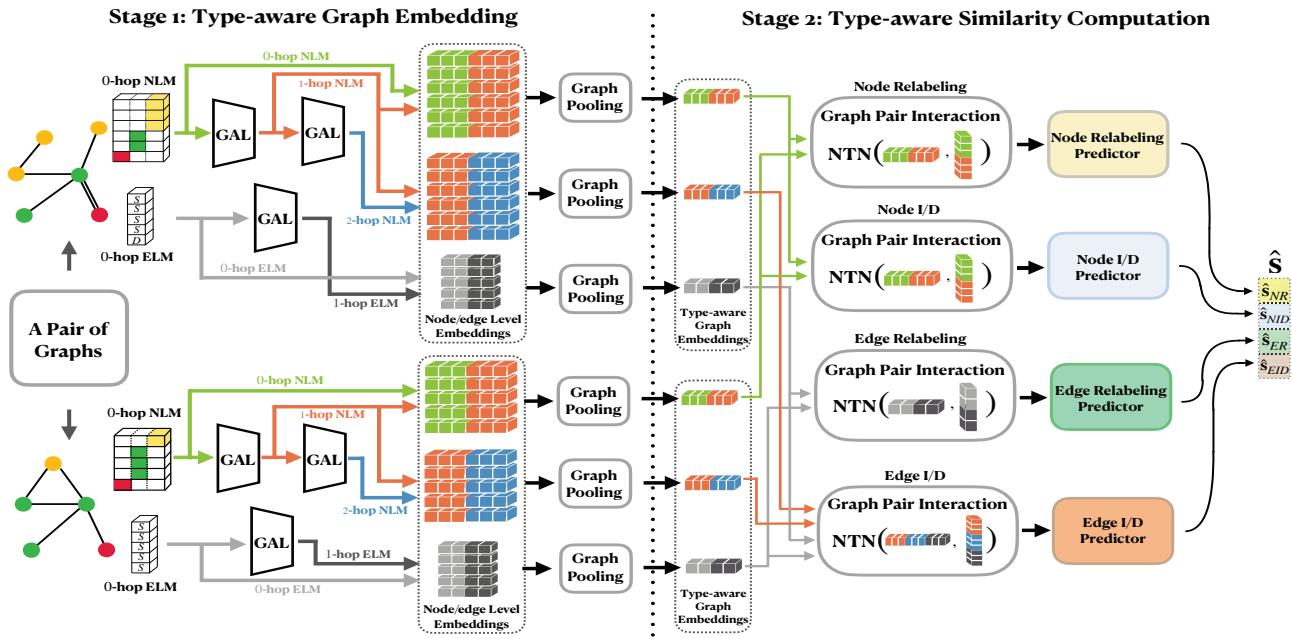 Stage 1: Type-aware Graph Embedding
Stage 2: Type-aware Similarity Computation
0-hop NLM
0-hop NLM
1-hop NLM
GAL
GAL
2-hop NLM
S
S
S
S
D
0-hop ELM
GAL
0-hop ELM
1-hop ELM
Node/edge Level
Embeddings
Graph
Pooling
Graph
Pooling
Graph
Pooling
Type-aware
Graph
Embeddings
A Pair of
Graphs
0-hop NLM
0-hop NLM
1-hop NLM
GAL
GAL
2-hop NLM
S
S
S
S
S
0-hop ELM
GAL
1-hop ELM
0-hop ELM
Node/edge Level
Embeddings
Graph
Pooling
Graph
Pooling
Graph
Pooling
Type-aware
Graph
Embeddings
Node Relabeling
Graph Pair Interaction
NTN( , )
Node Relabeling
Predictor
Node I/D
Graph Pair Interaction
NTN( , )
Node I/D
Predictor
Edge Relabeling
Graph Pair Interaction
NTN( , )
Edge Relabeling
Predictor
Edge I/D
Graph Pair Interaction
NTN( , )
Edge I/D
Predictor
Ŝ
ŝNR
ŝNID
ŝER
ŝEID